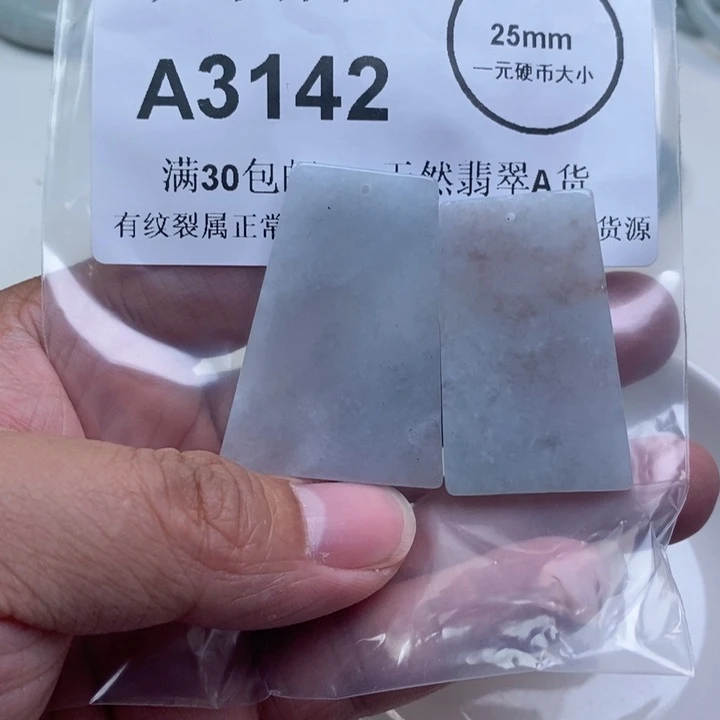 25mm
一元硬币大小
A3142
满30包 天然翡翠A货
有纹裂属正常 货源